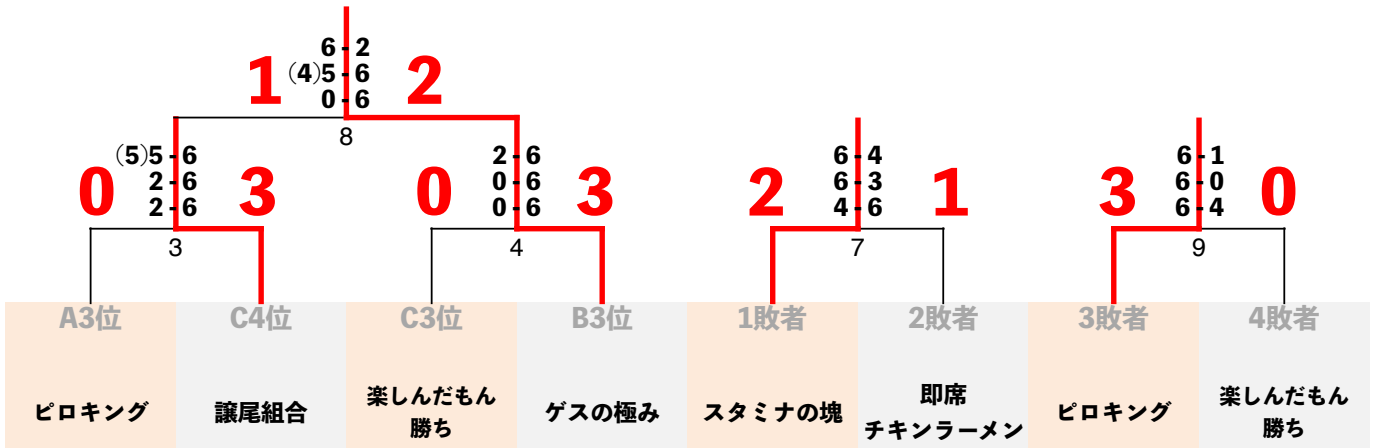 6-2
1 (4)5-6 2
0-6
8
(5)5-6
0 2-6 3
2-6
3
2-6
0 0-6 3
0-6
4
6-4
2 6-3 1
4-6
7
6-1
3 6-0 0
6-4
9
A3位 C4位 C3位 B3位 1敗者 2敗者 3敗者 4敗者
ピロキング
譲尾組合
楽しんだもん
勝ち
ゲスの極み
スタミナの塊
即席
チキンラーメン
ピロキング
楽しんだもん
勝ち